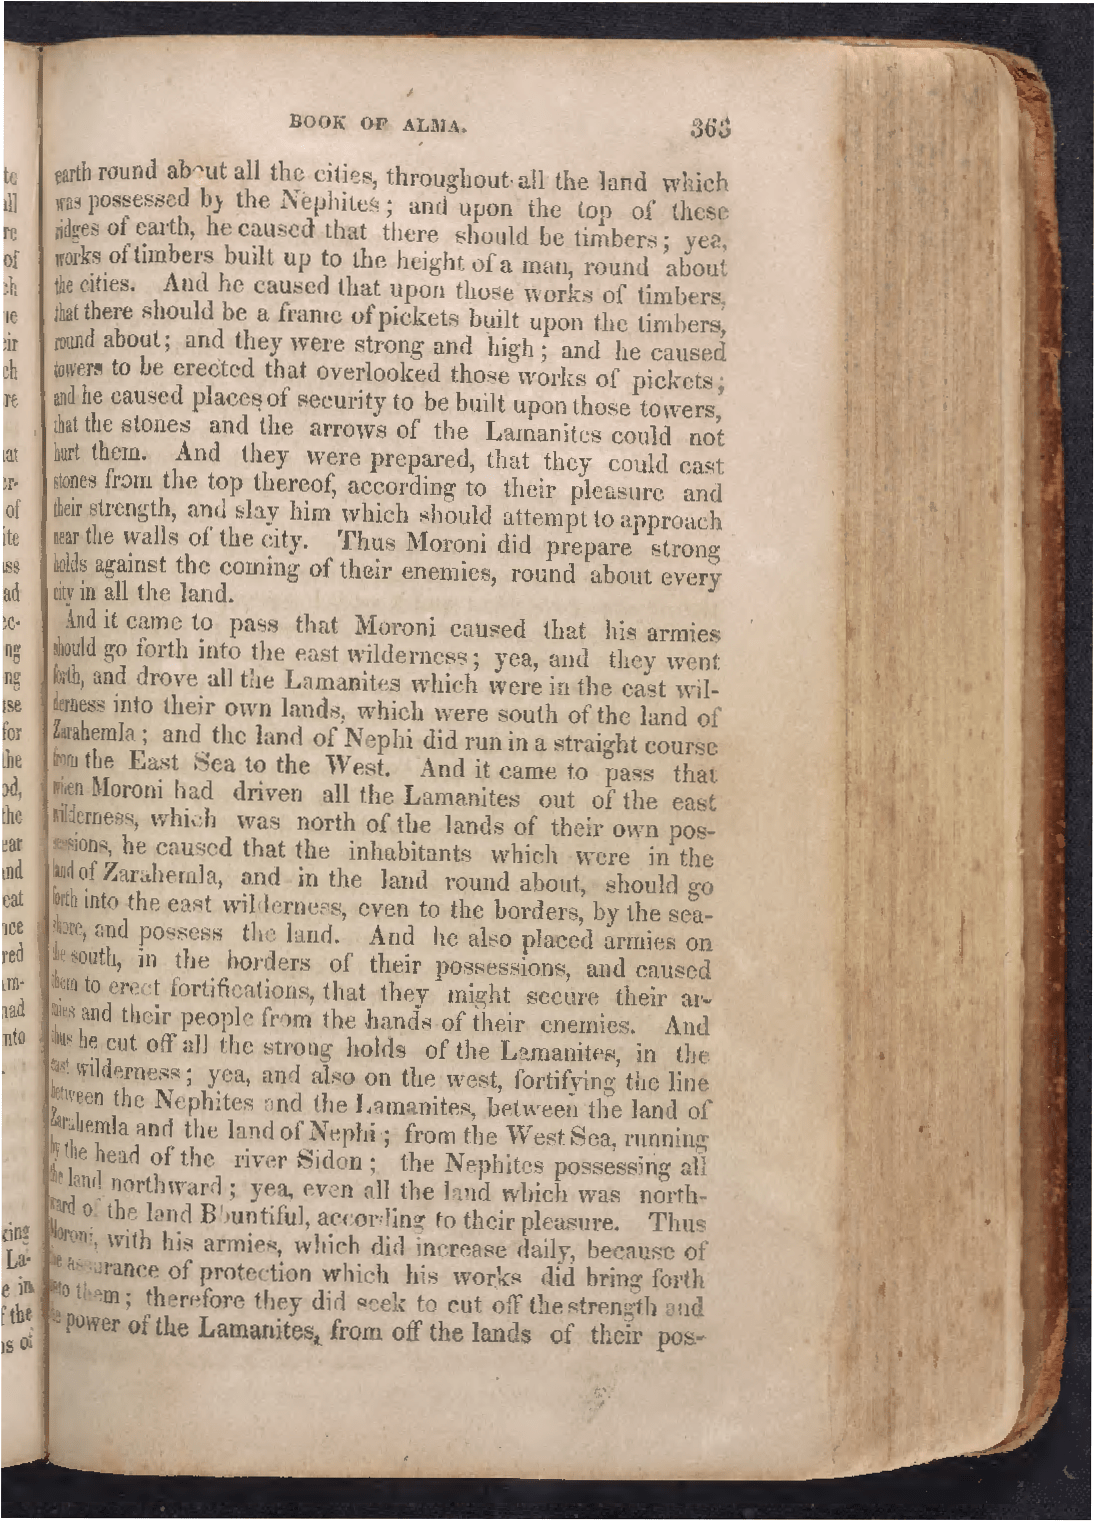 BOOK OF ALMA. 363
earth round about all the cities, throughout all the land which
was possessed by the Nephites; and upon the top of these
ridges of earth, he caused that there should be timbers; yea,
works of timbers built up to the height of a man, round about
the cities. And he caused that upon those works of timbers,
that there should be a frame of pickets built upon the timbers,
round about; and they were strong and high; and he caused
towers to be erected that overlooked those works of pickets;
and he caused places of security to be built upon those towers,
that the stones and the arrows of the Lamanites could not
hurt them. And they were prepared, that they could cast
stones from the top thereof, according to their pleasure and
their strength, and slay him which should attempt to approach
near the walls of the city. Thus Moroni did prepare strong
holds against the coming of their enemies, round about every
city in all the land.
And it came to pass that Moroni caused that his armies
should go forth into the east wilderness; yea, and they went
forth, and drove all the Lamanites which were in the east wil-
derness into their own lands, which were south of the land of
Zarahemla; and the land of Nephi did run in a straight course
from the East Sea to the West. And it came to pass that
when Moroni had driven all the Lamanites out of the east
wilderness, which was north of the lands of their own pos-
sessions, he caused that the inhabitants which were in the
land of Zarahemla, and in the land round about, should go
forth into the east wilderness, even to the borders, by the sea-
shore, and possess the land. And he also placed armies on
the south, in the borders of their possessions, and caused
them to erect fortifications, that they might secure their ar-
mies and their people from the hands of their enemies. And
thus he cut off all the strong holds of the Lamanites, in the
east wilderness; yea, and also on the west, fortifying the line
between the Nephites and the Lamanites, between the land of
Zarahemla and the land of Nephi; from the West Sea, running
by the head of the river Sidon; the Nephites possessing all
the land northward; yea, even all the land which was north-
ward of the land Bountiful, according to their pleasure. Thus
Moroni, with his armies, which did increase daily, because of
the assurance of protection which his works did bring forth
unto them; therefore they did seek to cut off the strength and
the power of the Lamanites, from off the lands of their pos-